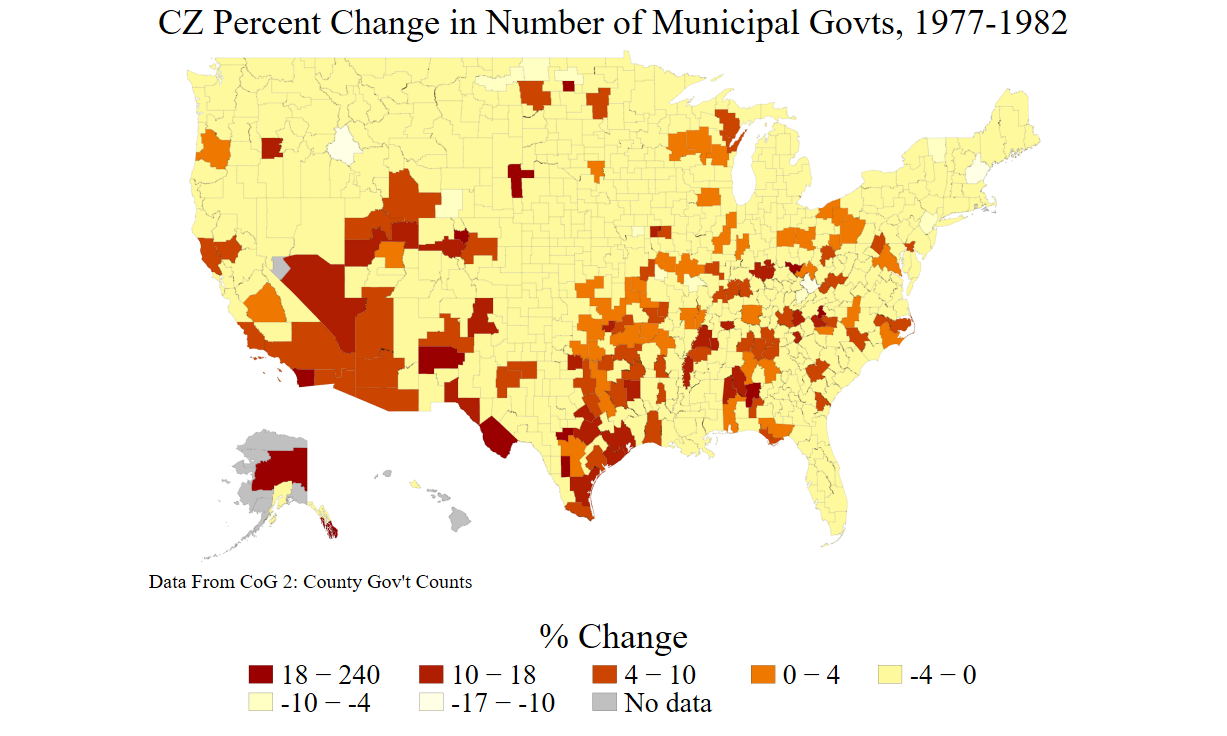 CZ Percent Change in Number of Municipal Govts, 1977-1982
Data From CoG 2: County Gov't Counts
% Change
18 − 240 10 − 18 4 − 10 0 − 4 -4 − 0
-10 − -4 -17 − -10 No data